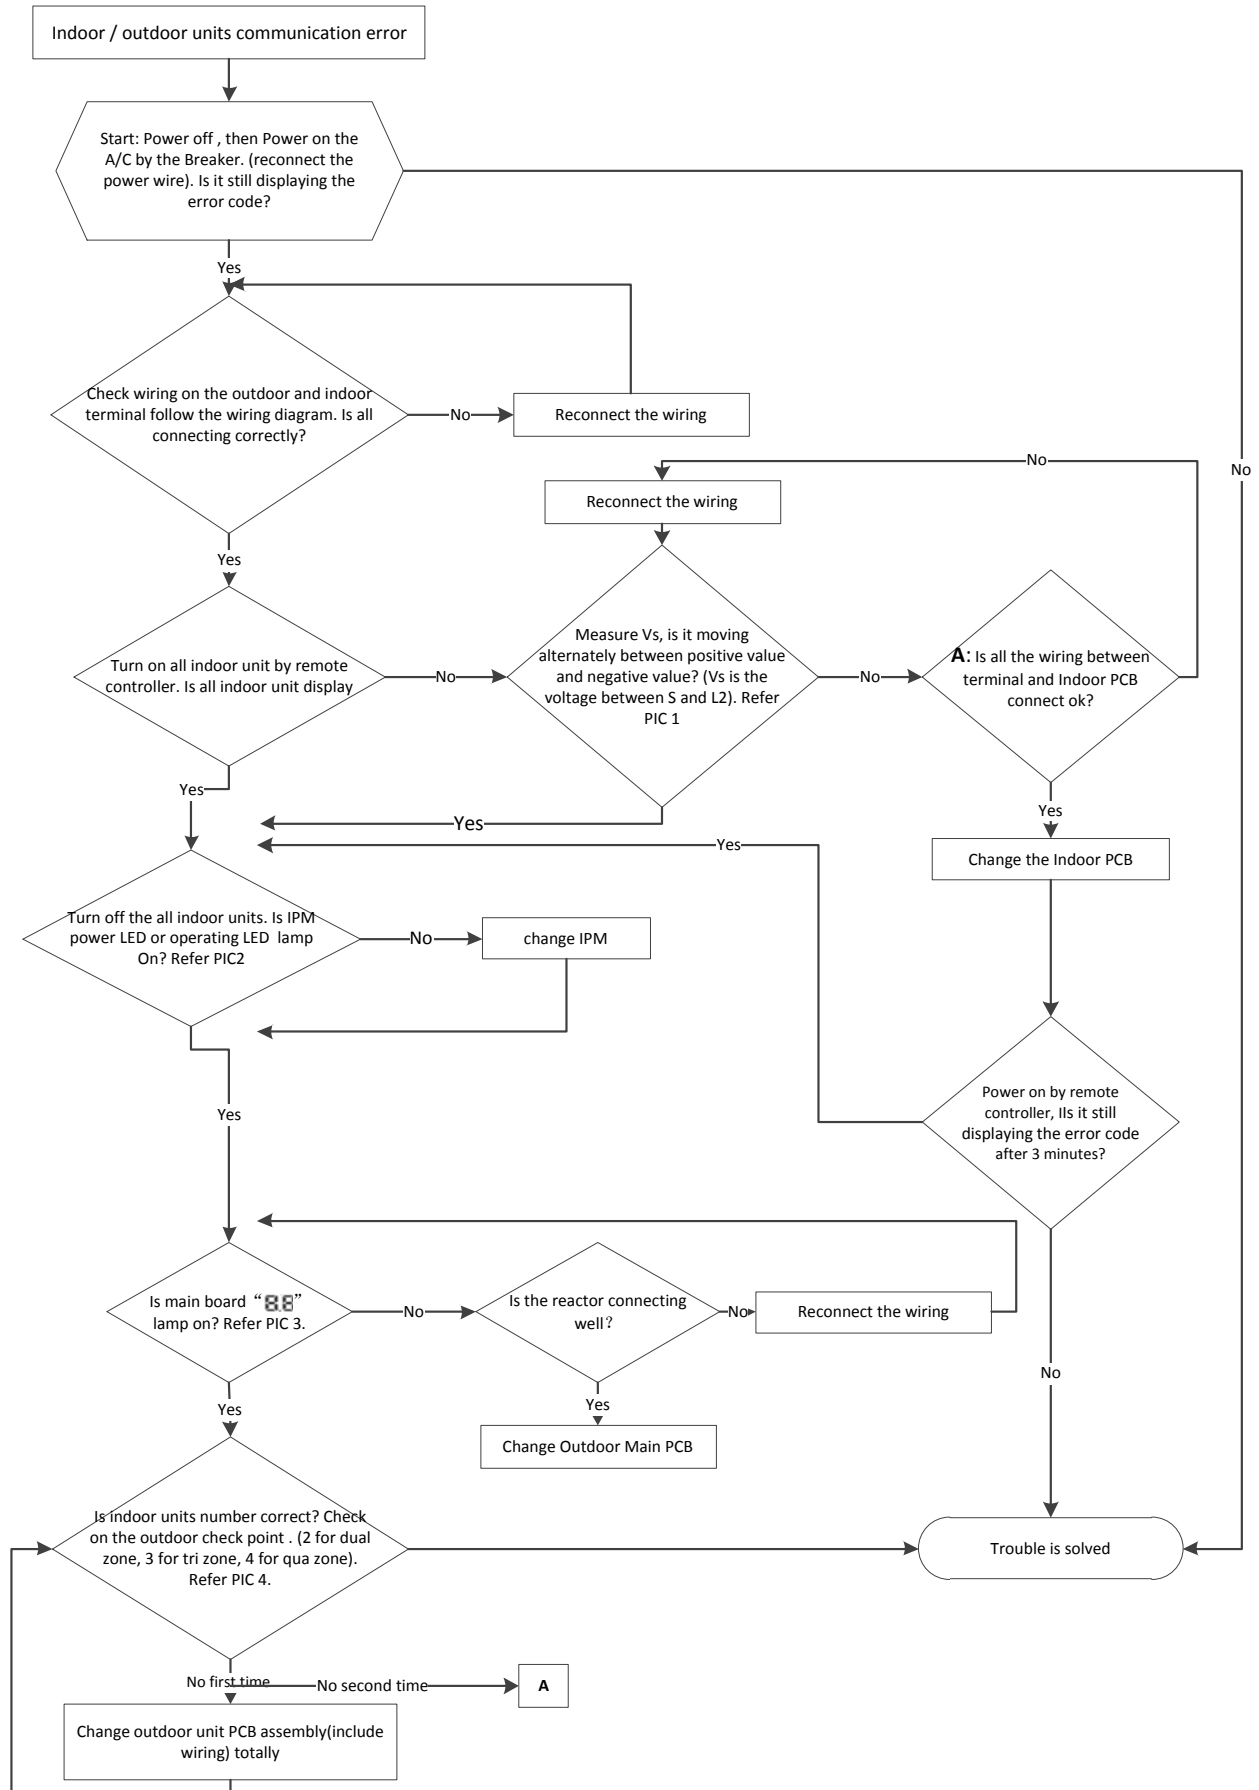 Indoor / outdoor units communication error
Start: Power off , then Power on the
A/C by the Breaker. (reconnect the
power wire). Is it still displaying the
error code?
Yes
No
Check wiring on the outdoor and indoor
terminal follow the wiring diagram. Is all
connecting correctly?
No
Reconnect the wiring
Yes
No
Reconnect the wiring
Turn on all indoor unit by remote
controller. Is all indoor unit display
No
Measure Vs, is it moving
alternately between positive value
and negative value? (Vs is the
voltage between S and L2). Refer
PIC 1
No
A: Is all the wiring between
terminal and Indoor PCB
connect ok?
Yes
Yes
Yes
Change the Indoor PCB
Yes
Turn off the all indoor units. Is IPM
power LED or operating LED lamp
On? Refer PIC2
No
change IPM
Yes
Power on by remote
controller, IIs it still
displaying the error code
after 3 minutes?
No
Is main board “8.8”
lamp on? Refer PIC 3.
No
Is the reactor connecting
well?
No
Reconnect the wiring
Yes
Yes
Change Outdoor Main PCB
Is indoor units number correct? Check
on the outdoor check point . (2 for dual
zone, 3 for tri zone, 4 for qua zone).
Refer PIC 4.
Trouble is solved
No first time
No second time
A
Change outdoor unit PCB assembly(include
wiring) totally